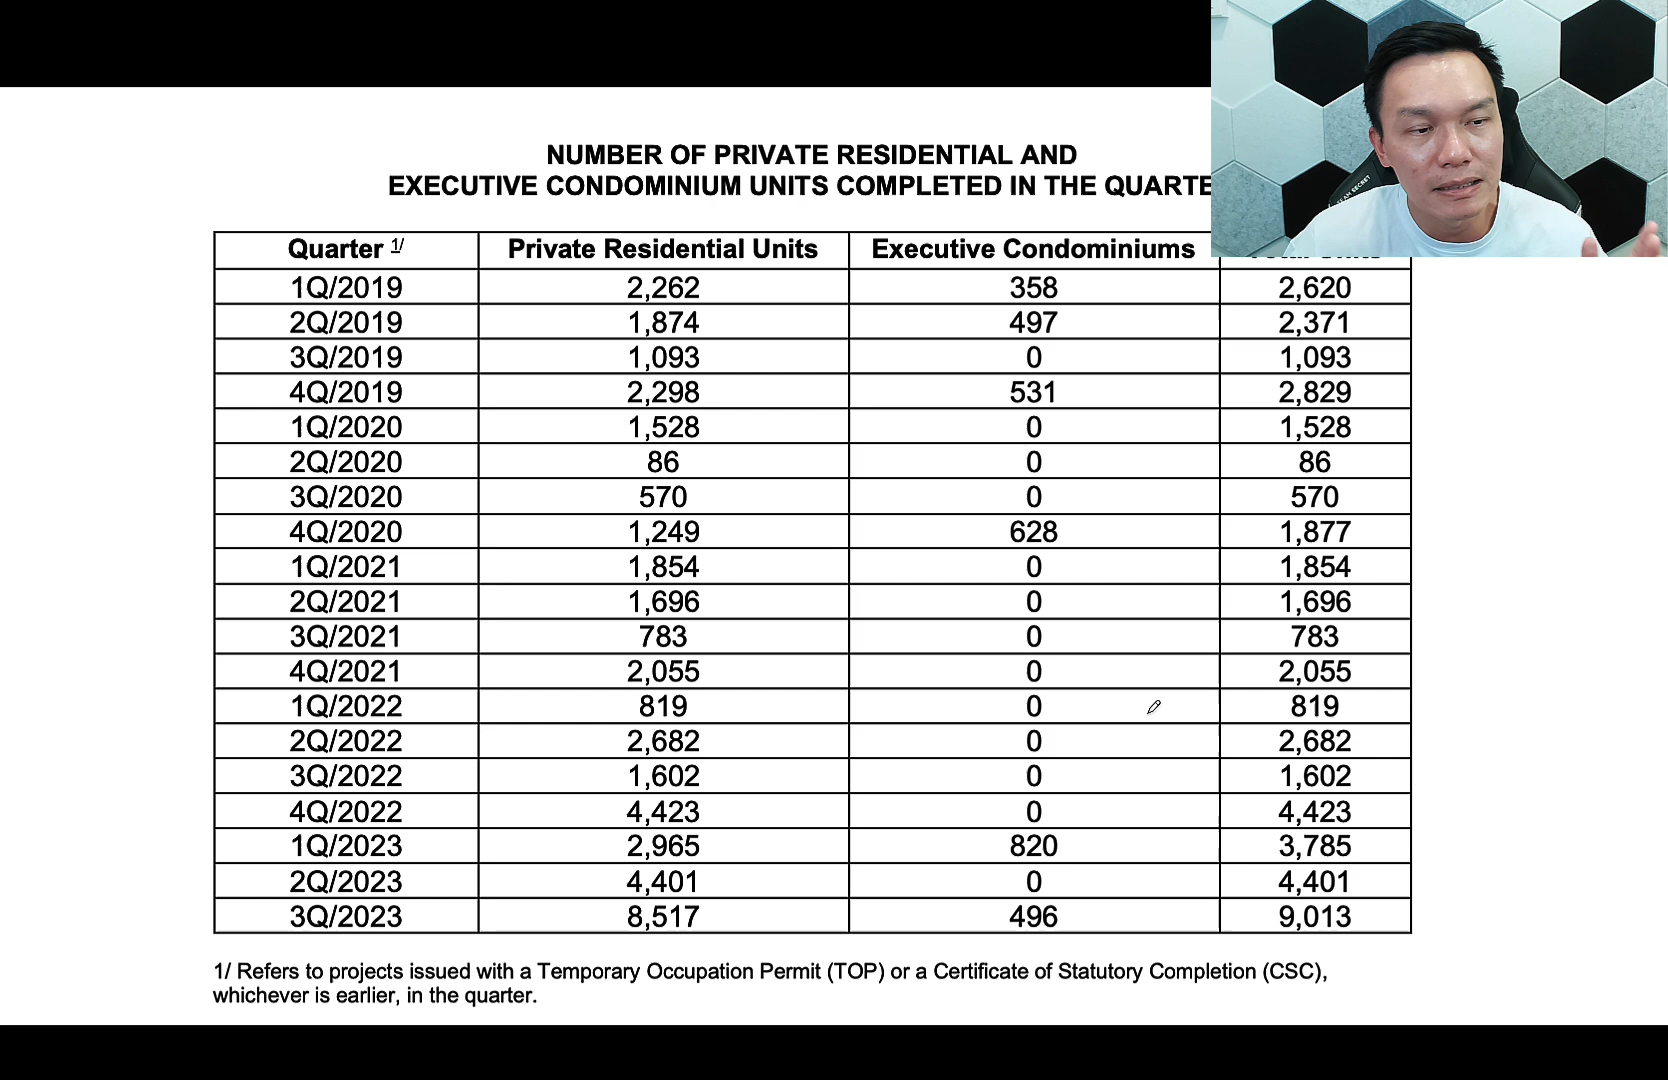 NUMBER OF PRIVATE RESIDENTIAL AND
EXECUTIVE CONDOMINIUM UNITS COMPLETED IN THE QUARTE
Quarter 1/ Private Residential Units Executive Condominiums
1Q/2019 2,262 358 2,620
2Q/2019 1,874 497 2,371
3Q/2019 1,093 0 1,093
4Q/2019 2,298 531 2,829
1Q/2020 1,528 0 1,528
2Q/2020 86 0 86
3Q/2020 570 0 570
4Q/2020 1,249 628 1,877
1Q/2021 1,854 0 1,854
2Q/2021 1,696 0 1,696
3Q/2021 783 0 783
4Q/2021 2,055 0 2,055
1Q/2022 819 0 819
2Q/2022 2,682 0 2,682
3Q/2022 1,602 0 1,602
4Q/2022 4,423 0 4,423
1Q/2023 2,965 820 3,785
2Q/2023 4,401 0 4,401
3Q/2023 8,517 496 9,013
1/ Refers to projects issued with a Temporary Occupation Permit (TOP) or a Certificate of Statutory Completion (CSC),
whichever is earlier, in the quarter.